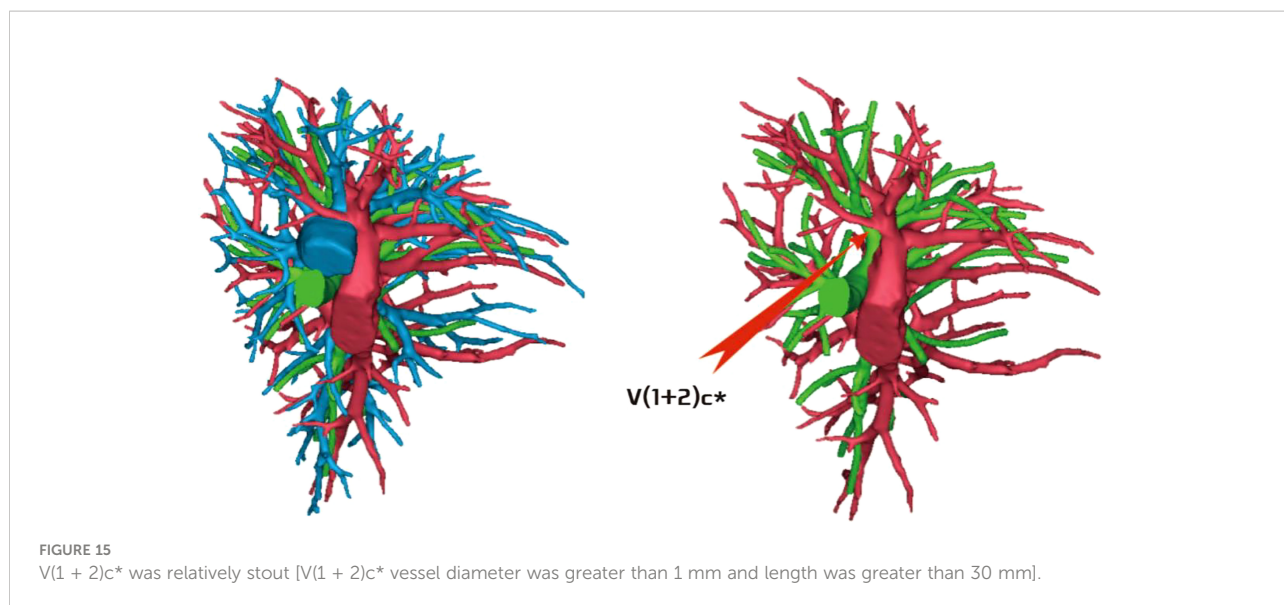 V(1+2)c*
FIGURE 15
V(1 + 2)c* was relatively stout [V(1 + 2)c* vessel diameter was greater than 1 mm and length was greater than 30 mm].